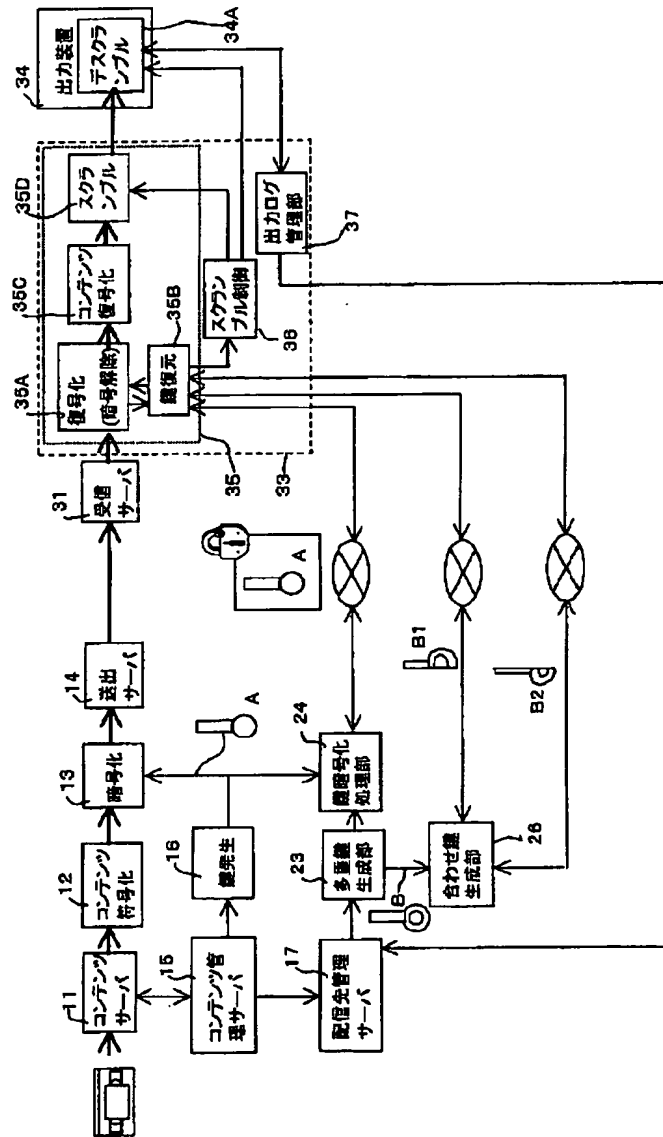 11
コンテンツ
サーバ
12
コンテンツ
符号化
13
暗号化
14
送出
サーバ
31
受信
サーバ
35A
復号化
(暗号解除)
35C
コンテンツ
復号化
35D
スクラ
ンブル
34
出力装置
デスクラ
ンブル
34A
35B
鍵復元
35
33
スクラン
ブル制御
36
出力ログ
管理部
37
15
コンテンツ管
理サーバ
16
鍵発生
A
A
17
配信先管理
サーバ
23
多重鍵
生成部
24
鍵暗号化
処理部
B
合わせ鍵
生成部
26
B1
B2